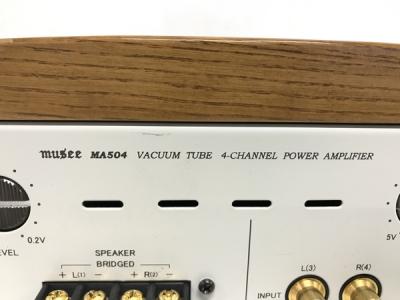 musee MA504 VACUUM TUBE 4-CHANNEL POWER AMPLIFIER
0.2V
EVEL
SPEAKER
BRIDGED
+ L(1) − + R(2) −
L(3) R(4)
5V
INPUT